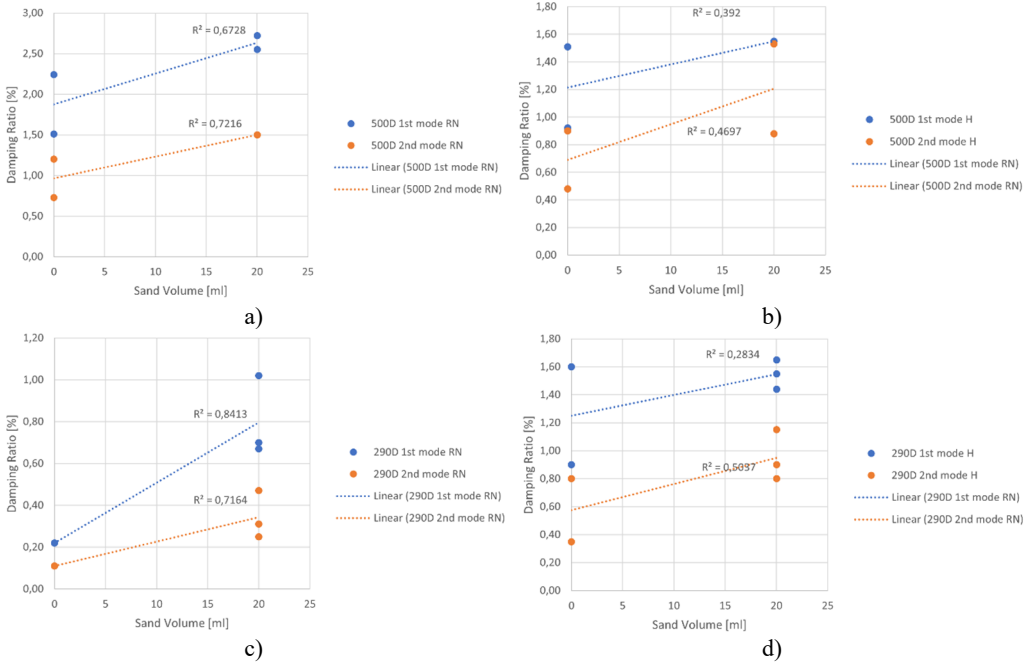 3,00
2,50
2,00
1,50
1,00
0,50
0,00
Damping Ratio [%]
R² = 0,6728
R² = 0,7216
0 5 10 15 20 25
Sand Volume [ml]
500D 1st mode RN
500D 2nd mode RN
Linear (500D 1st mode RN)
Linear (500D 2nd mode RN)
a)
1,80
1,60
1,40
1,20
1,00
0,80
0,60
0,40
0,20
0,00
Damping Ratio [%]
R² = 0,392
R² = 0,4697
0 5 10 15 20 25
Sand Volume [ml]
500D 1st mode H
500D 2nd mode H
Linear (500D 1st mode RN)
Linear (500D 2nd mode RN)
b)
1,20
1,00
0,80
0,60
0,40
0,20
0,00
Damping Ratio [%]
R² = 0,8413
R² = 0,7164
0 5 10 15 20 25
Sand Volume [ml]
290D 1st mode RN
290D 2nd mode RN
Linear (290D 1st mode RN)
Linear (290D 2nd mode RN)
c)
1,80
1,60
1,40
1,20
1,00
0,80
0,60
0,40
0,20
0,00
Damping Ratio [%]
R² = 0,2834
R² = 0,5037
0 5 10 15 20 25
Sand Volume [ml]
290D 1st mode H
290D 2nd mode H
Linear (290D 1st mode RN)
Linear (290D 2nd mode RN)
d)